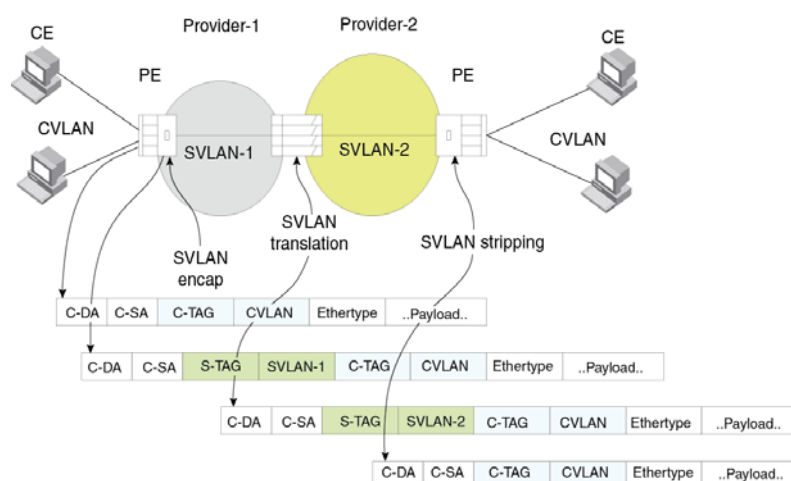 Provider-1 Provider-2
CE CE
PE PE
CVLAN CVLAN
SVLAN-1 SVLAN-2
SVLAN
translation
SVLAN stripping
SVLAN
encap
C-DA C-SA C-TAG CVLAN Ethertype ..Payload..
C-DA C-SA S-TAG SVLAN-1 C-TAG CVLAN Ethertype ..Payload..
C-DA C-SA S-TAG SVLAN-2 C-TAG CVLAN Ethertype ..Payload..
C-DA C-SA C-TAG CVLAN Ethertype ..Payload..